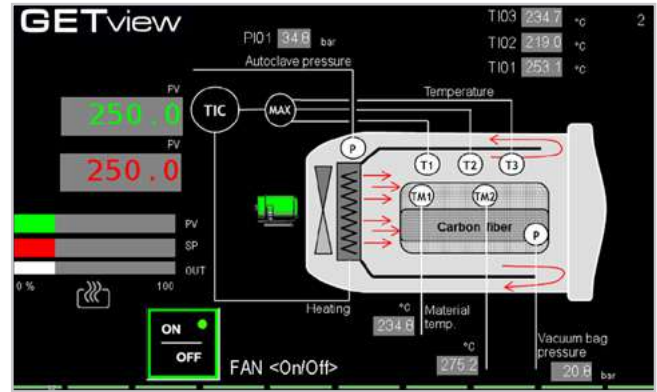 GETview
PI01 34.8 bar
Autoclave pressure
TI03 234.7 °C
TI02 219.0 °C
TI01 253.1 °C
2
PV
250.0
PV
250.0
TIC
MAX
Temperature
P
T1
T2
T3
TM1
TM2
Carbon fiber
P
PV
SP
OUT
0 %
100
Heating
°C
234.6
Material
temp.
°C
275.2
Vacuum bag
pressure
20.8 bar
ON
OFF
FAN <On/Off>